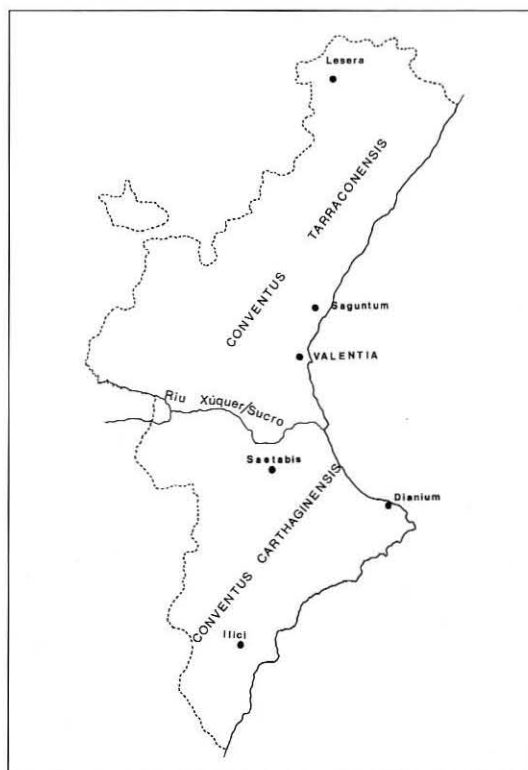 Lesera
CONVENTUS TARRACONENSIS
Saguntum
VALENTIA
Riu Xúquer/Sucro
Saetabis
Dianium
CONVENTUS CARTHAGINENSIS
Ilici